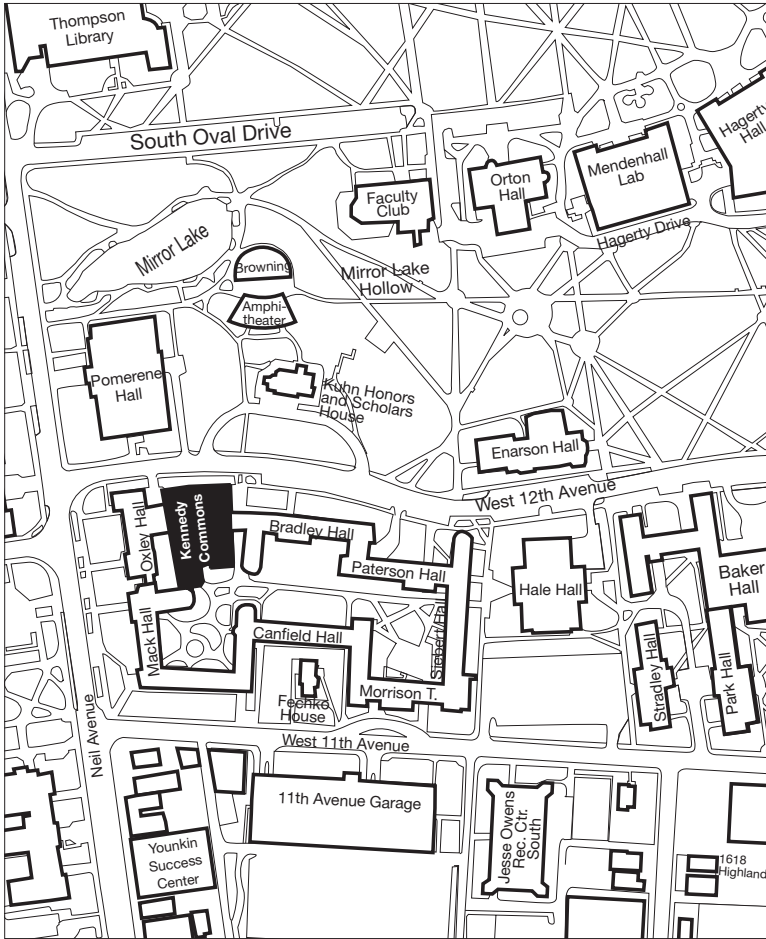 Thompson
Library
South Oval Drive
Hagerty
Hall
Mendenhall
Lab
Orton
Hall
Faculty
Club
Hagerty Drive
Mirror Lake
Browning
Mirror Lake
Hollow
Amphi-
theater
Pomerene
Hall
Kuhn Honors
and Scholars
House
Enarson Hall
West 12th Avenue
Oxley Hall
Kennedy
Commons
Bradley Hall
Paterson Hall
Hale Hall
Baker
Hall
Mack Hall
Canfield Hall
Siebert Hall
Stradley Hall
Park Hall
Morrison T.
Fechko
House
Neil Avenue
West 11th Avenue
11th Avenue Garage
Jesse Owens
Rec. Ctr.
South
Younkin
Success
Center
1618
Highland